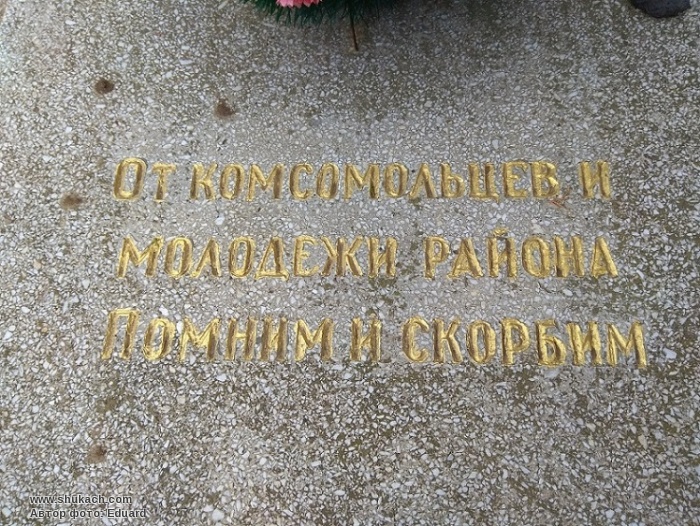 От комсомольцев и
молодежи района
Помним и скорбим
www.shukach.com
Автор фото: Eduard